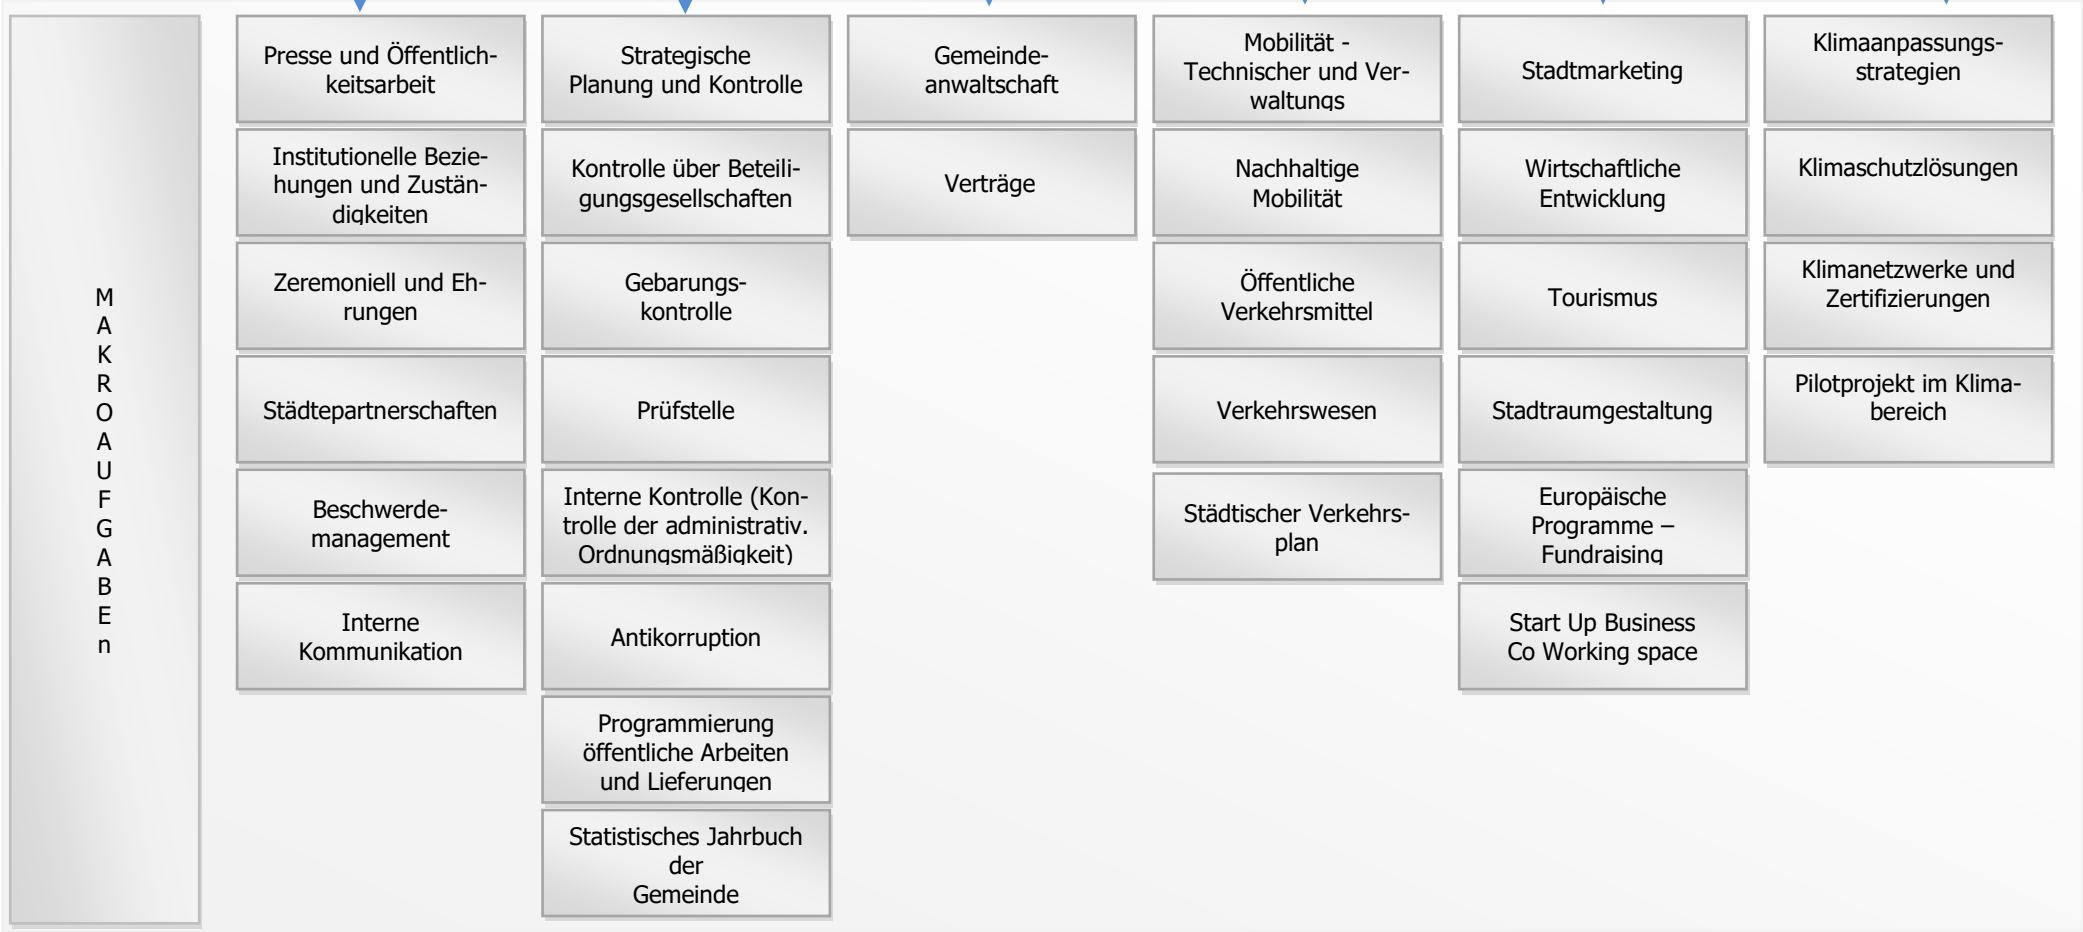 M
A
K
R
O
A
U
F
G
A
B
E
n
Presse und Öffentlich-
keitsarbeit
Institutionelle Bezie-
hungen und Zustän-
digkeiten
Zeremoniell und Eh-
rungen
Städtepartnerschaften
Beschwerde-
management
Interne
Kommunikation
Strategische
Planung und Kontrolle
Kontrolle über Beteili-
gungsgesellschaften
Gebarungs-
kontrolle
Prüfstelle
Interne Kontrolle (Kon-
trolle der administrativ.
Ordnungsmäßigkeit)
Antikorruption
Programmierung
öffentliche Arbeiten
und Lieferungen
Statistisches Jahrbuch
der
Gemeinde
Gemeinde-
anwaltschaft
Verträge
Mobilität -
Technischer und Ver-
waltungs
Nachhaltige
Mobilität
Öffentliche
Verkehrsmittel
Verkehrswesen
Städtischer Verkehrs-
plan
Stadtmarketing
Wirtschaftliche
Entwicklung
Tourismus
Stadtraumgestaltung
Europäische
Programme –
Fundraising
Start Up Business
Co Working space
Klimaanpassungs-
strategien
Klimaschutzlösungen
Klimanetzwerke und
Zertifizierungen
Pilotprojekt im Klima-
bereich